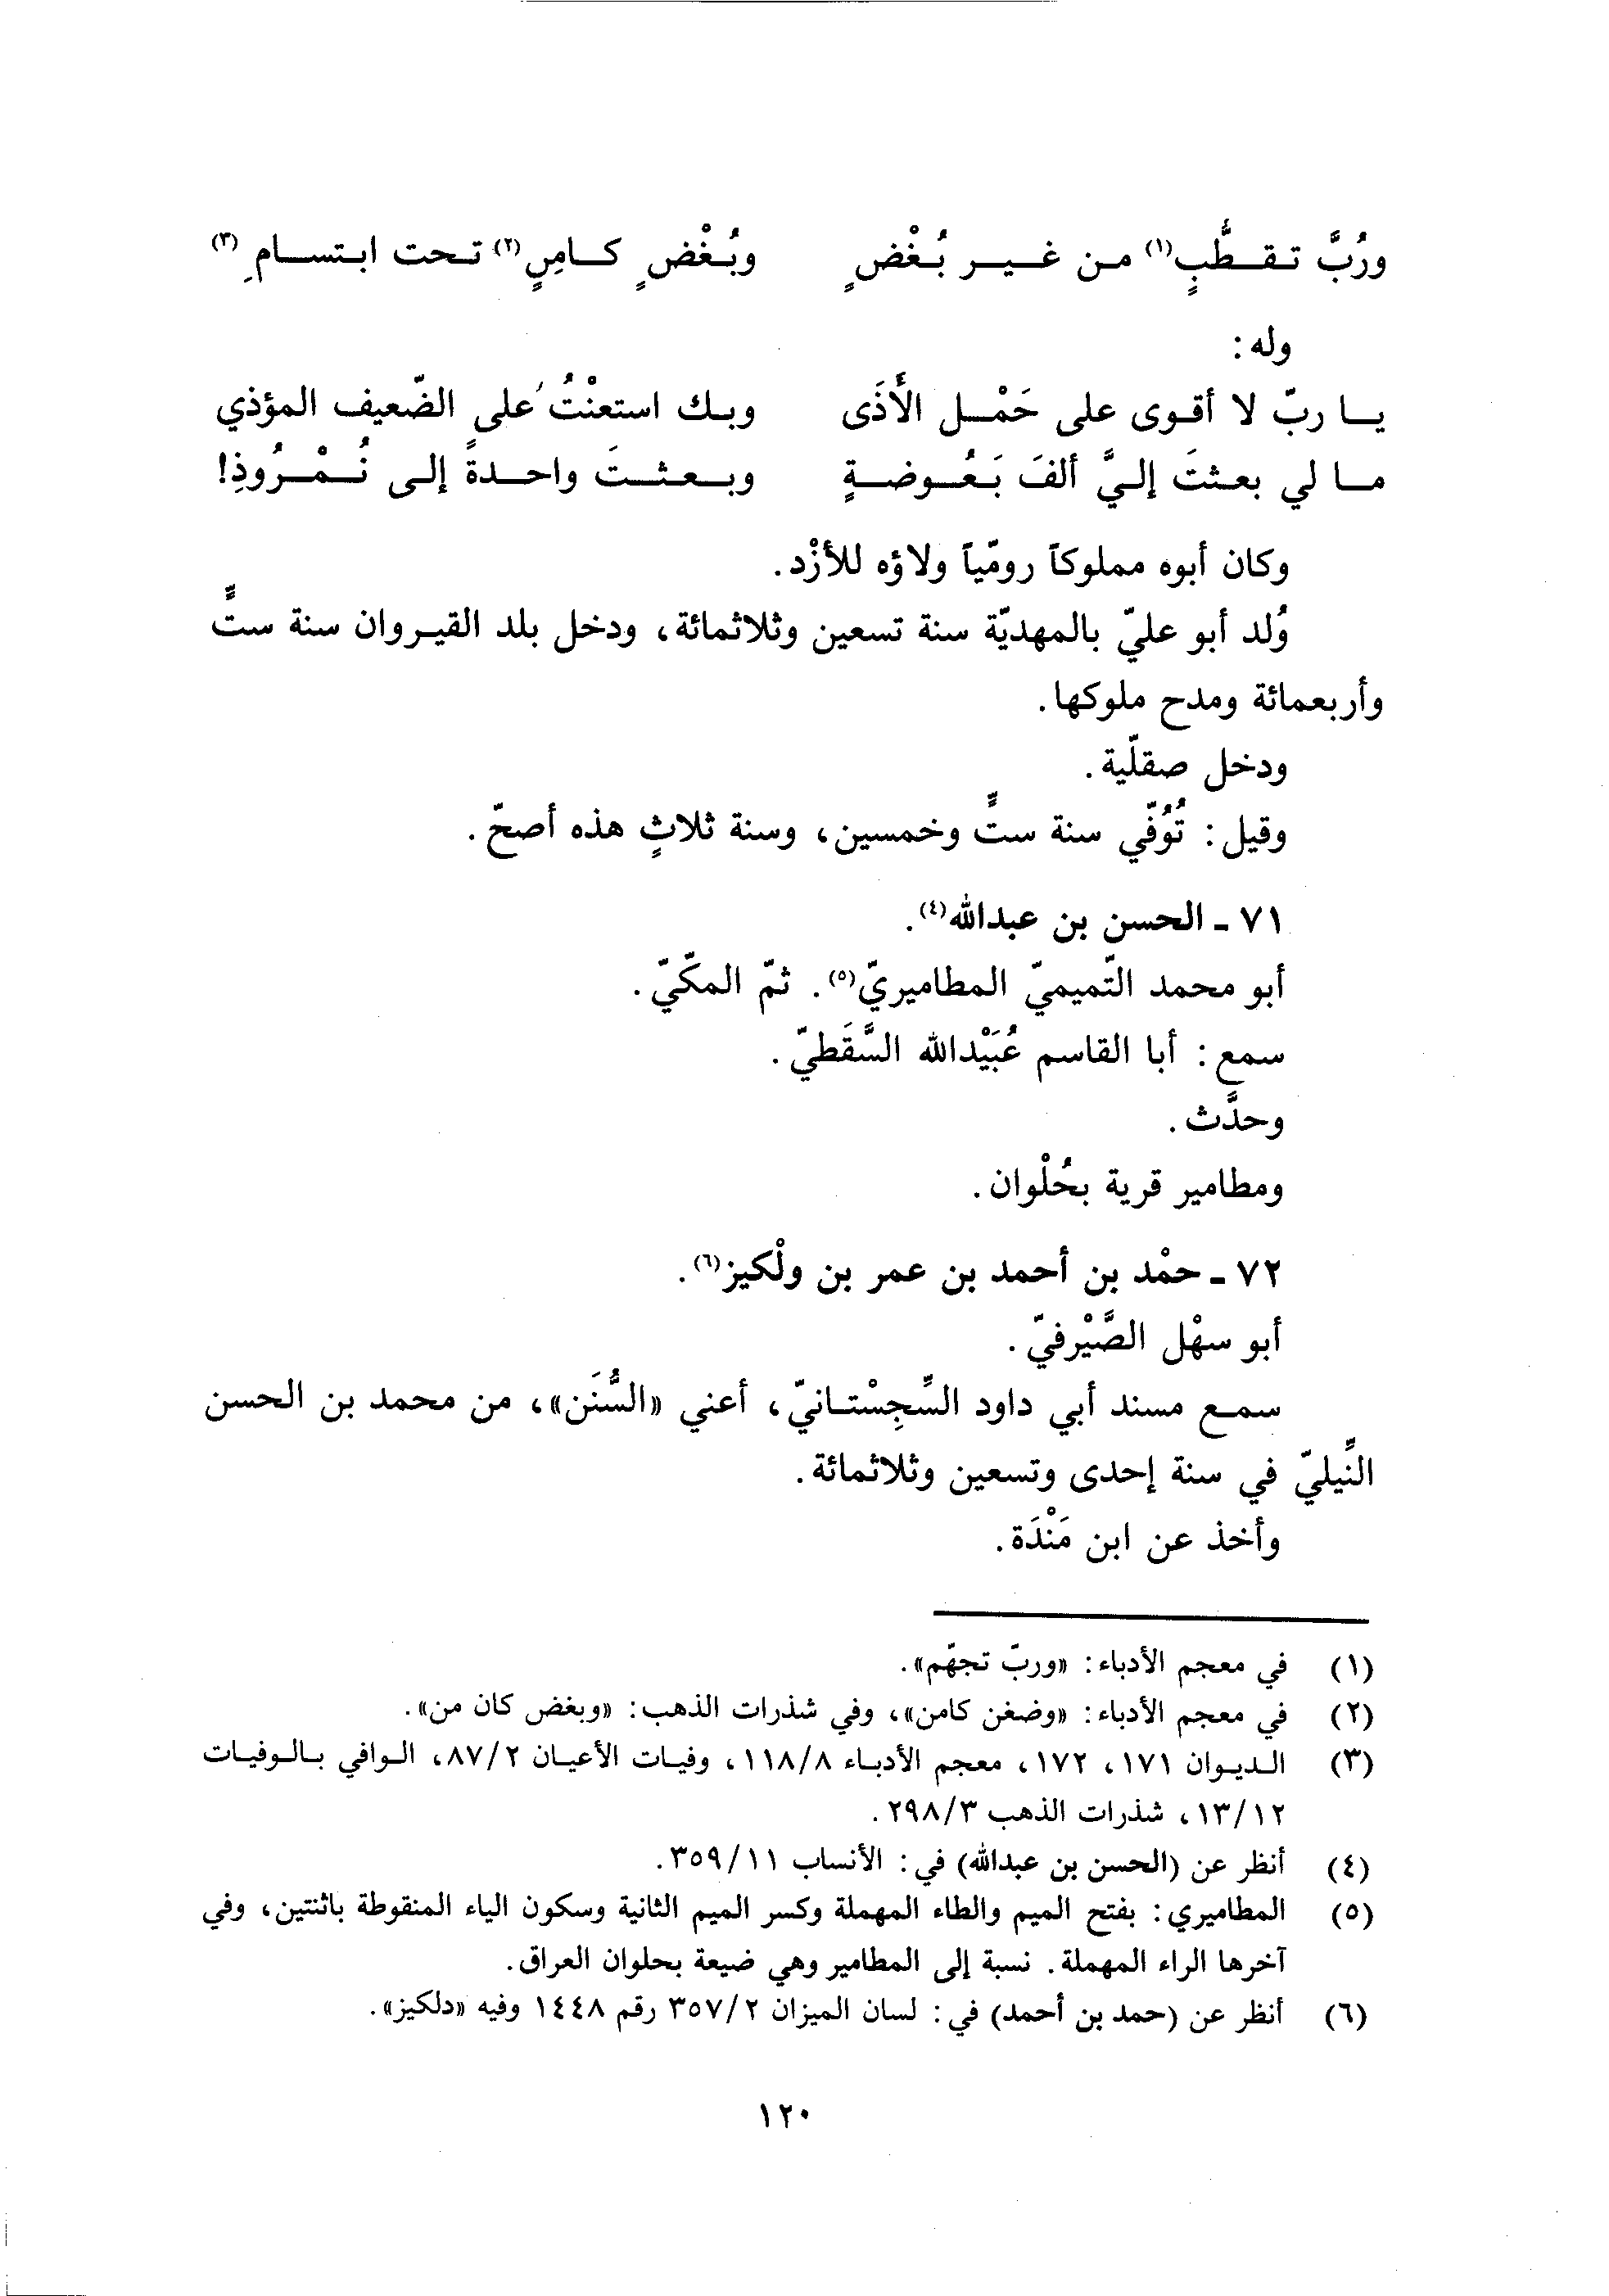 ورُبَّ تقطُّبٍ(١) من غير بُغْضٍ وبُغْضٍ كامِنٍ(٢) تحت ابتسامِ(٣)
وله:
يا ربّ لا أقوى على حَمْل الأَذَى وبك استعنْتُ على الضّعيف المؤذي
ما لي بعثتَ إليَّ ألفَ بَعُوضةٍ وبعثتَ واحدةً إلى نُمْرُوذِ!
وكان أبوه مملوكاً روميّاً ولاؤه للأزْد.
وُلد أبو عليّ بالمهديّة سنة تسعين وثلاثمائة، ودخل بلد القيروان سنة ستٍّ
وأربعمائة ومدح ملوكها.
ودخل صقلّية.
وقيل: تُوُفّي سنة ستٍّ وخمسين، وسنة ثلاثٍ هذه أصحّ.
٧١ - الحسن بن عبدالله(٤).
أبو محمد التّميميّ المطاميريّ(٥). ثمّ المكّيّ.
سمع: أبا القاسم عُبَيْدالله السَّقَطيّ.
وحدَّث.
ومطامير قرية بحُلْوان.
٧٢ - حمْد بن أحمد بن عمر بن ولْكيز(٦).
أبو سهْل الصَّيْرفيّ.
سمع مسند أبي داود السِّجِسْتانيّ، أعني «السُّنَن»، من محمد بن الحسن
النِّيليّ في سنة إحدى وتسعين وثلاثمائة.
وأخذ عن ابن مَنْدَة.
(١) في معجم الأدباء: «وربّ تجهّم».
(٢) في معجم الأدباء: «وضغن كامن»، وفي شذرات الذهب: «وبغض كان من».
(٣) الديوان ١٧١، ١٧٢، معجم الأدباء ١١٨/٨، وفيات الأعيان ٨٧/٢، الوافي بالوفيات
١٣/١٢، شذرات الذهب ٢٩٨/٣.
(٤) أنظر عن (الحسن بن عبدالله) في: الأنساب ٣٥٩/١١.
(٥) المطاميري: بفتح الميم والطاء المهملة وكسر الميم الثانية وسكون الياء المنقوطة باثنتين، وفي
آخرها الراء المهملة. نسبة إلى المطامير وهي ضيعة بحلوان العراق.
(٦) أنظر عن (حمد بن أحمد) في: لسان الميزان ٣٥٧/٢ رقم ١٤٤٨ وفيه «دلكيز».
١٢٠